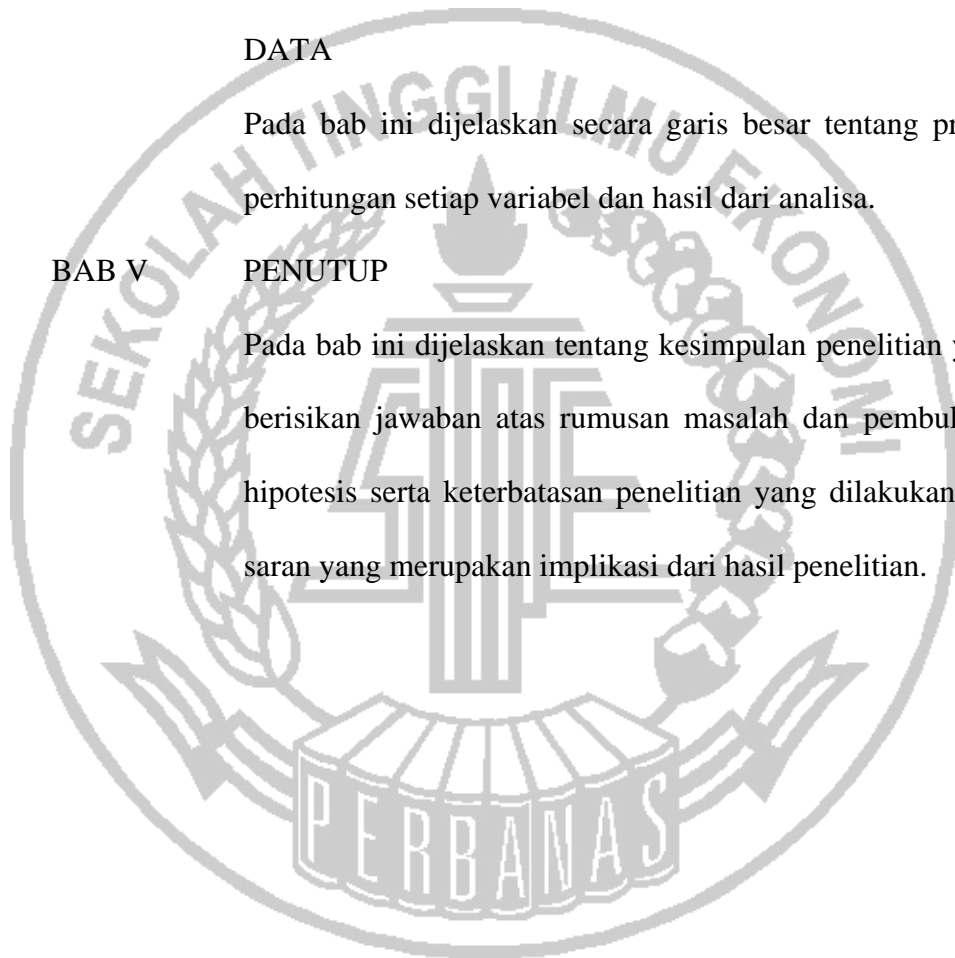 DATA
Pada bab ini dijelaskan secara garis besar tentang
perhitungan setiap variabel dan hasil dari analisa.
BAB V PENUTUP
Pada bab ini dijelaskan tentang kesimpulan penelitian
berisikan jawaban atas rumusan masalah dan
hipotesis serta keterbatasan penelitian yang dilakukan
saran yang merupakan implikasi dari hasil penelitian.
SEKOLAH TINGGI ILMU EKONOMI
PERBANAS